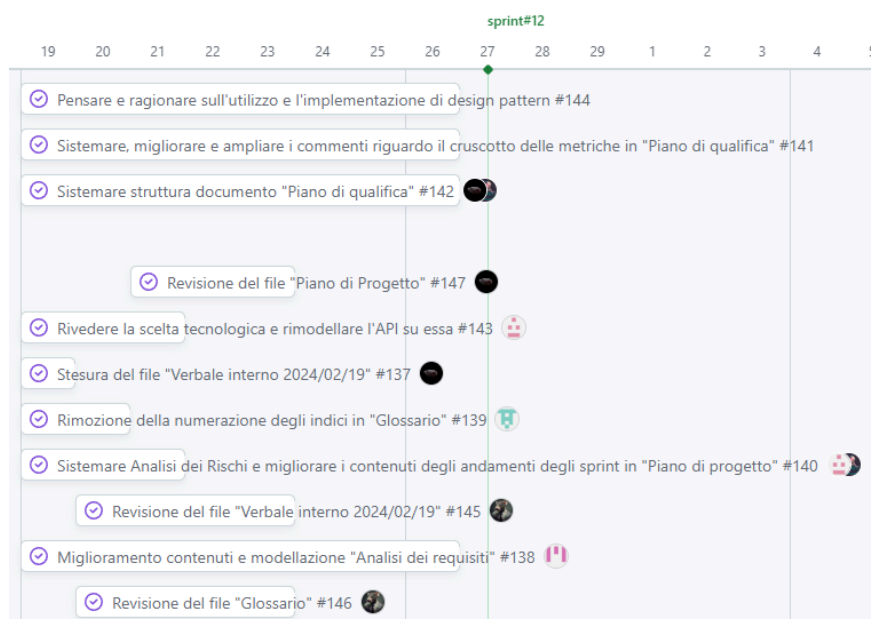 sprint#12
19 20 21 22 23 24 25 26 27 28 29 1 2 3 4
Pensare e ragionare sull'utilizzo e l'implementazione di design pattern #144
Sistemare, migliorare e ampliare i commenti riguardo il cruscotto delle metriche in "Piano di qualifica" #141
Sistemare struttura documento "Piano di qualifica" #142
Revisione del file "Piano di Progetto" #147
Rivedere la scelta tecnologica e rimodellare l'API su essa #143
Stesura del file "Verbale interno 2024/02/19" #137
Rimozione della numerazione degli indici in "Glossario" #139
Sistemare Analisi dei Rischi e migliorare i contenuti degli andamenti degli sprint in "Piano di progetto" #140
Revisione del file "Verbale interno 2024/02/19" #145
Miglioramento contenuti e modellazione "Analisi dei requisiti" #138
Revisione del file "Glossario" #146